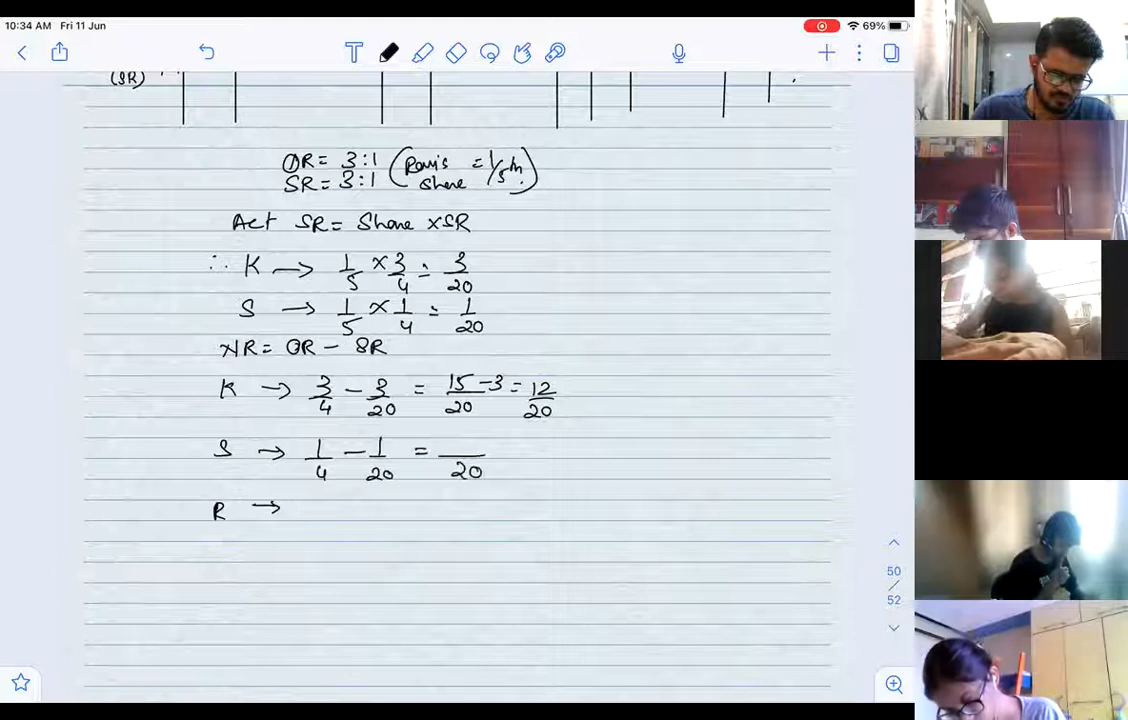 10:34 AM Fri 11 Jun 69%
T
(SR)
OR = 3:1 (Ravi's Share = 1/5th)
SR = 3:1
Act SR = Share × SR
∴ K → 1/5 × 3/4 = 3/20
S → 1/5 × 1/4 = 1/20
NR = OR - SR
K → 3/4 - 3/20 = 15-3/20 = 12/20
S → 1/4 - 1/20 = /20
R →
50
/
52